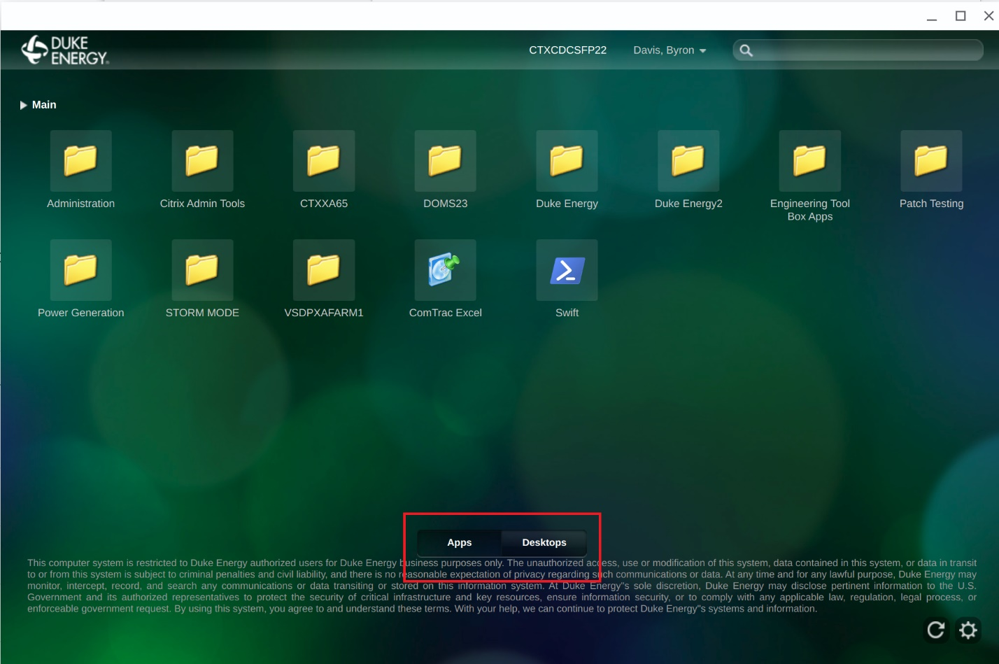 DUKE
ENERGY®
CTXCDCSFP22
Davis, Byron
Main
Administration
Citrix Admin Tools
CTXXA65
DOMS23
Duke Energy
Duke Energy2
Engineering Tool
Box Apps
Patch Testing
Power Generation
STORM MODE
VSDPXAFARM1
ComTrac Excel
Swift
Apps
Desktops
This computer system is restricted to Duke Energy authorized users for Duke Energy business purposes only. The unauthorized access, use or modification of this system, data contained in this system, or data in transit
to or from this system is subject to criminal penalties and civil liability, and there is no reasonable expectation of privacy regarding such communications or data. At any time and for any lawful purpose, Duke Energy may
monitor, intercept, record, and search any communications or data transiting or stored on this information system. At Duke Energy"s sole discretion, Duke Energy may disclose pertinent information to the U.S.
Government and its authorized representatives to protect the security of critical infrastructure and key resources, ensure information security, or to comply with any applicable law, regulation, legal process, or
enforceable government request. By using this system, you agree to and understand these terms. With your help, we can continue to protect Duke Energy"s systems and information.